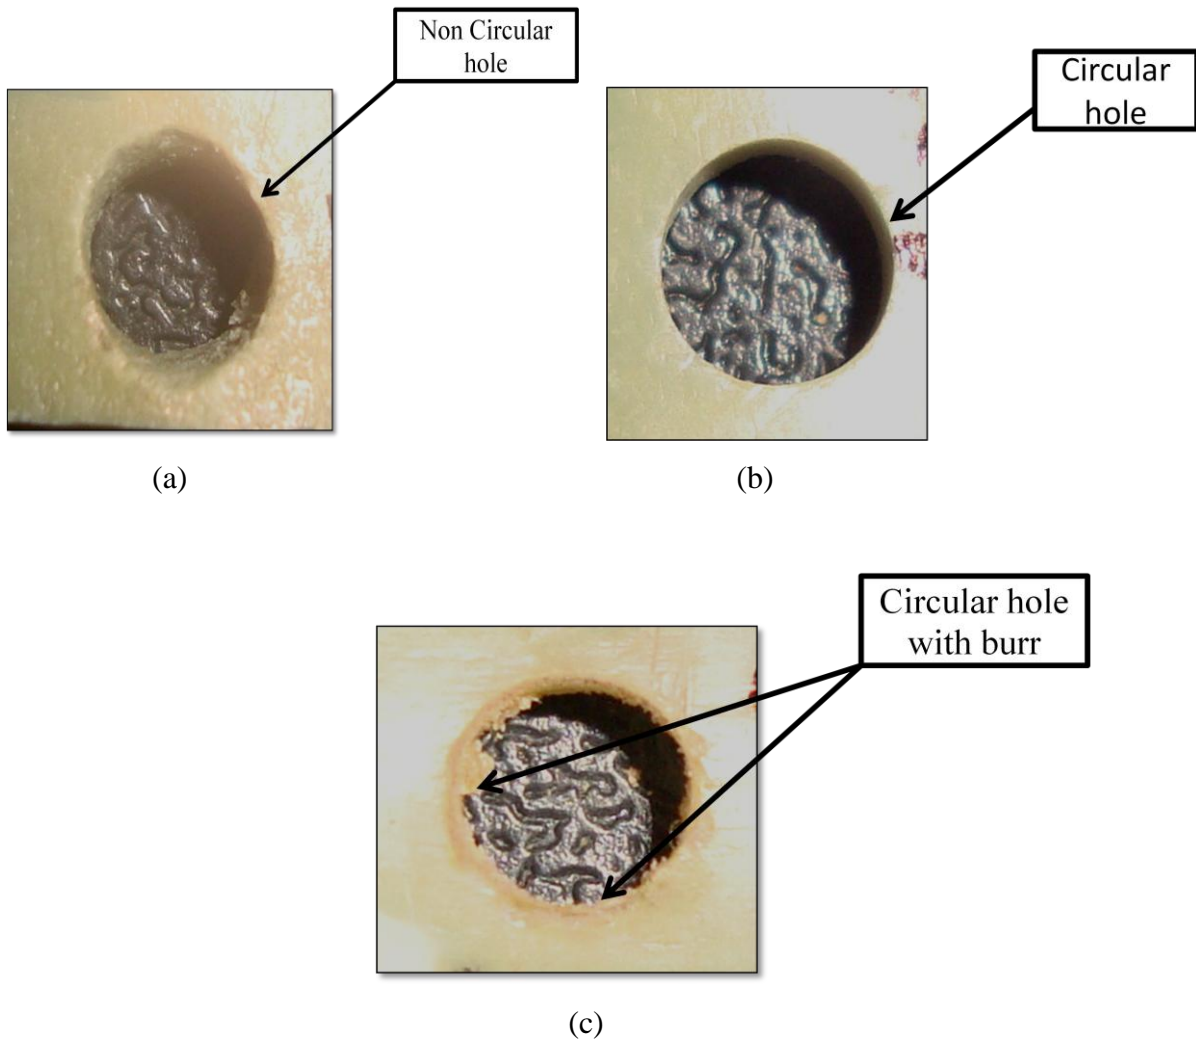 Non Circular
hole
Circular
hole
(a)
(b)
Circular hole
with burr
(c)